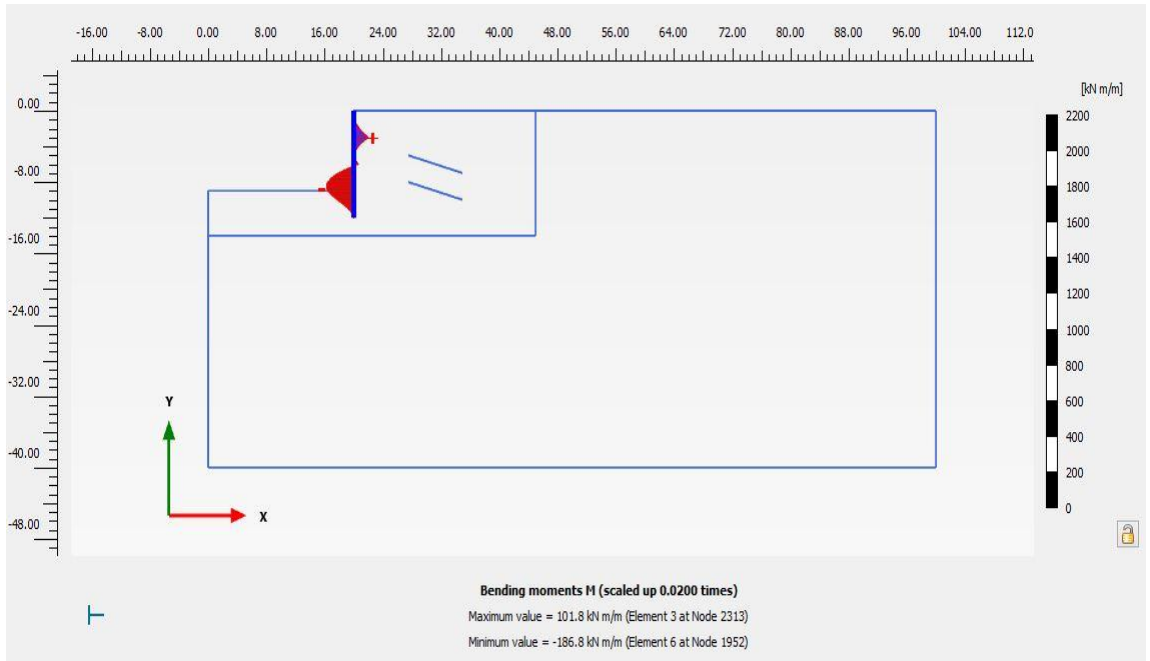 -16.00 -8.00 0.00 8.00 16.00 24.00 32.00 40.00 48.00 56.00 64.00 72.00 80.00 88.00 96.00 104.00 112.0
[kN m/m]
0.00
-8.00
-16.00
-24.00
-32.00
-40.00
-48.00
2200
2000
1800
1600
1400
1200
1000
800
600
400
200
0
Y
X
Bending moments M (scaled up 0.0200 times)
Maximum value = 101.8 kN m/m (Element 3 at Node 2313)
Minimum value = -186.8 kN m/m (Element 6 at Node 1952)